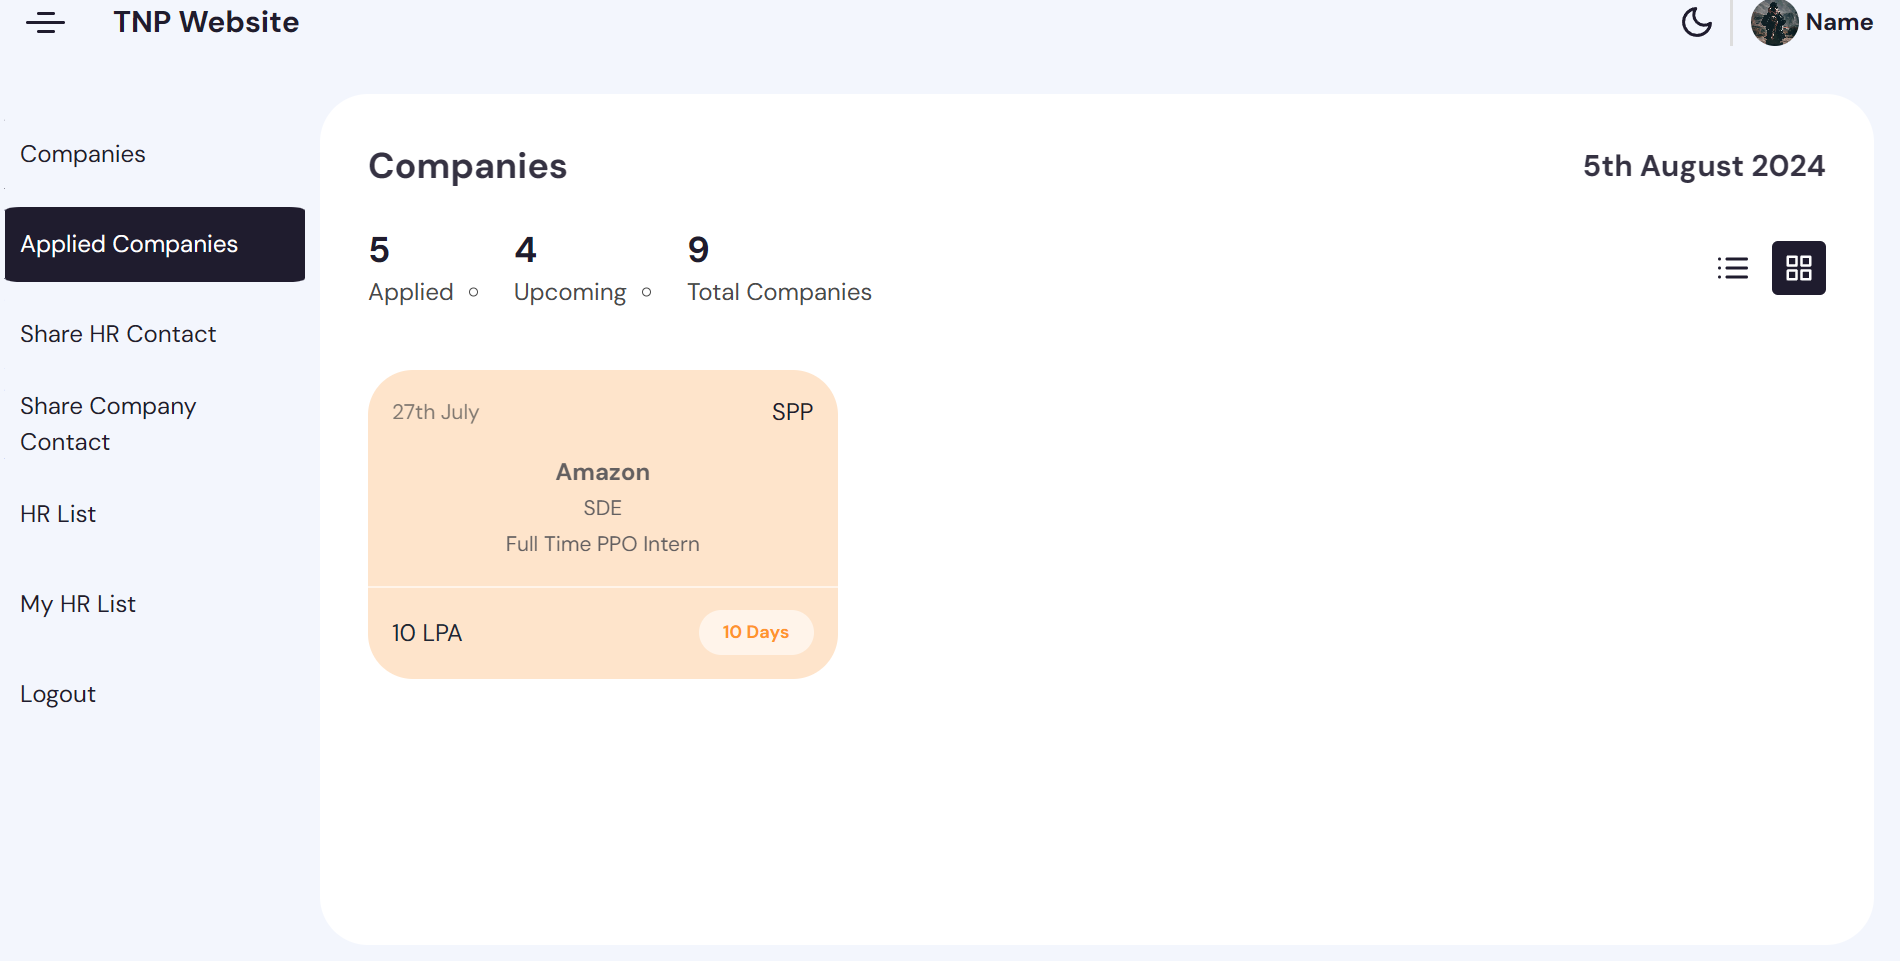 TNP Website
Name
Companies
Applied Companies
Share HR Contact
Share Company
Contact
HR List
My HR List
Logout
Companies
5th August 2024
5
4
9
Applied
Upcoming
Total Companies
27th July
SPP
Amazon
SDE
Full Time PPO Intern
10 LPA
10 Days